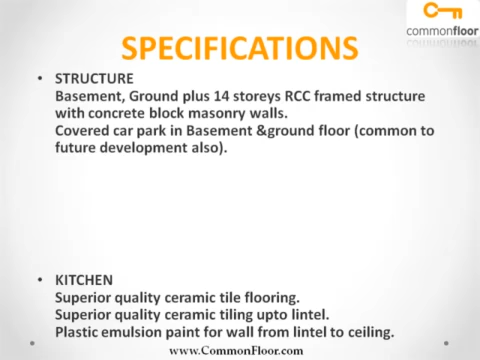 commonfloor
SPECIFICATIONS
• STRUCTURE
Basement, Ground plus 14 storeys RCC framed structure
with concrete block masonry walls.
Covered car park in Basement &ground floor (common to
future development also).
• KITCHEN
Superior quality ceramic tile flooring.
Superior quality ceramic tiling upto lintel.
Plastic emulsion paint for wall from lintel to ceiling.
www.CommonFloor.com